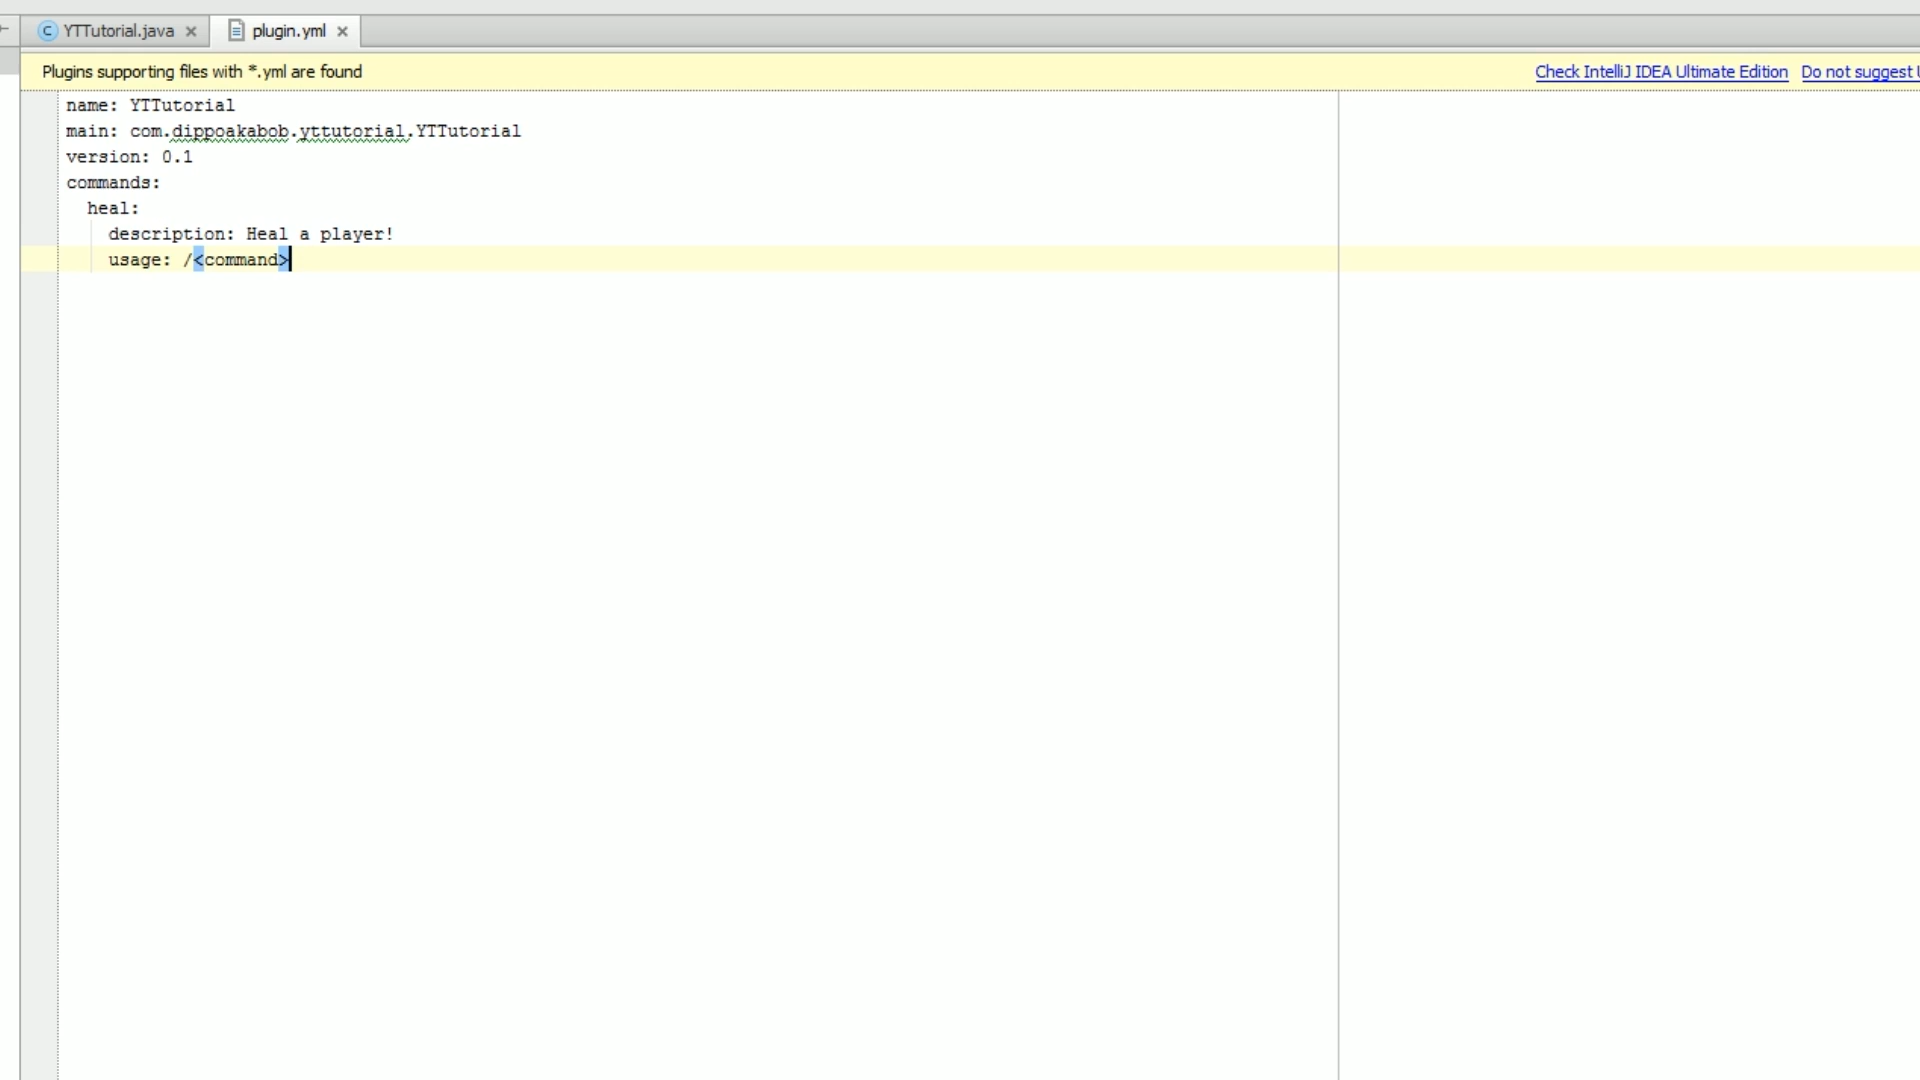 YTTutorial.java
plugin.yml
Plugins supporting files with *.yml are found
Check IntelliJ IDEA Ultimate Edition
Do not suggest
name: YTTutorial
main: com.dippoakabob.yttutorial.YTTutorial
version: 0.1
commands:
  heal:
    description: Heal a player!
    usage: /<command>